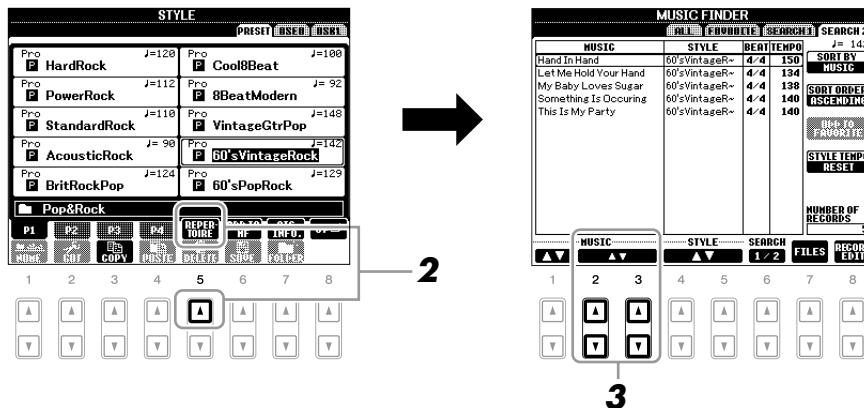 STYLE
PRESET USER USB1
Pro ♩=120 Pro ♩=100
P HardRock P Cool8Beat
Pro ♩=112 Pro ♩= 92
P PowerRock P 8BeatModern
Pro ♩=110 Pro ♩=148
P StandardRock P VintageGtrPop
Pro ♩= 90 Pro ♩=142
P AcousticRock P 60'sVintageRock
Pro ♩=124 Pro ♩=129
P BritRockPop P 60'sPopRock
Pop&Rock
P1 P2 P3 P4 REPER-TOIRE MF INFO.
NAME CUT COPY PASTE DELETE SAVE FOLDER
1 2 3 4 5 6 7 8
2
MUSIC FINDER
ALL FAVORITE SEARCH 1 SEARCH 2
♩= 142
MUSIC STYLE BEAT TEMPO
Hand In Hand 60'sVintageR~ 4/4 150
Let Me Hold Your Hand 60'sVintageR~ 4/4 134
My Baby Loves Sugar 60'sVintageR~ 4/4 138
Something Is Occuring 60'sVintageR~ 4/4 140
This Is My Party 60'sVintageR~ 4/4 140
SORT BY
MUSIC
SORT ORDER
ASCENDING
ADD TO
FAVORITE
STYLE TEMPO
RESET
NUMBER OF
RECORDS
5
MUSIC STYLE SEARCH
1 / 2 FILES RECORD
EDIT
1 2 3 4 5 6 7 8
3